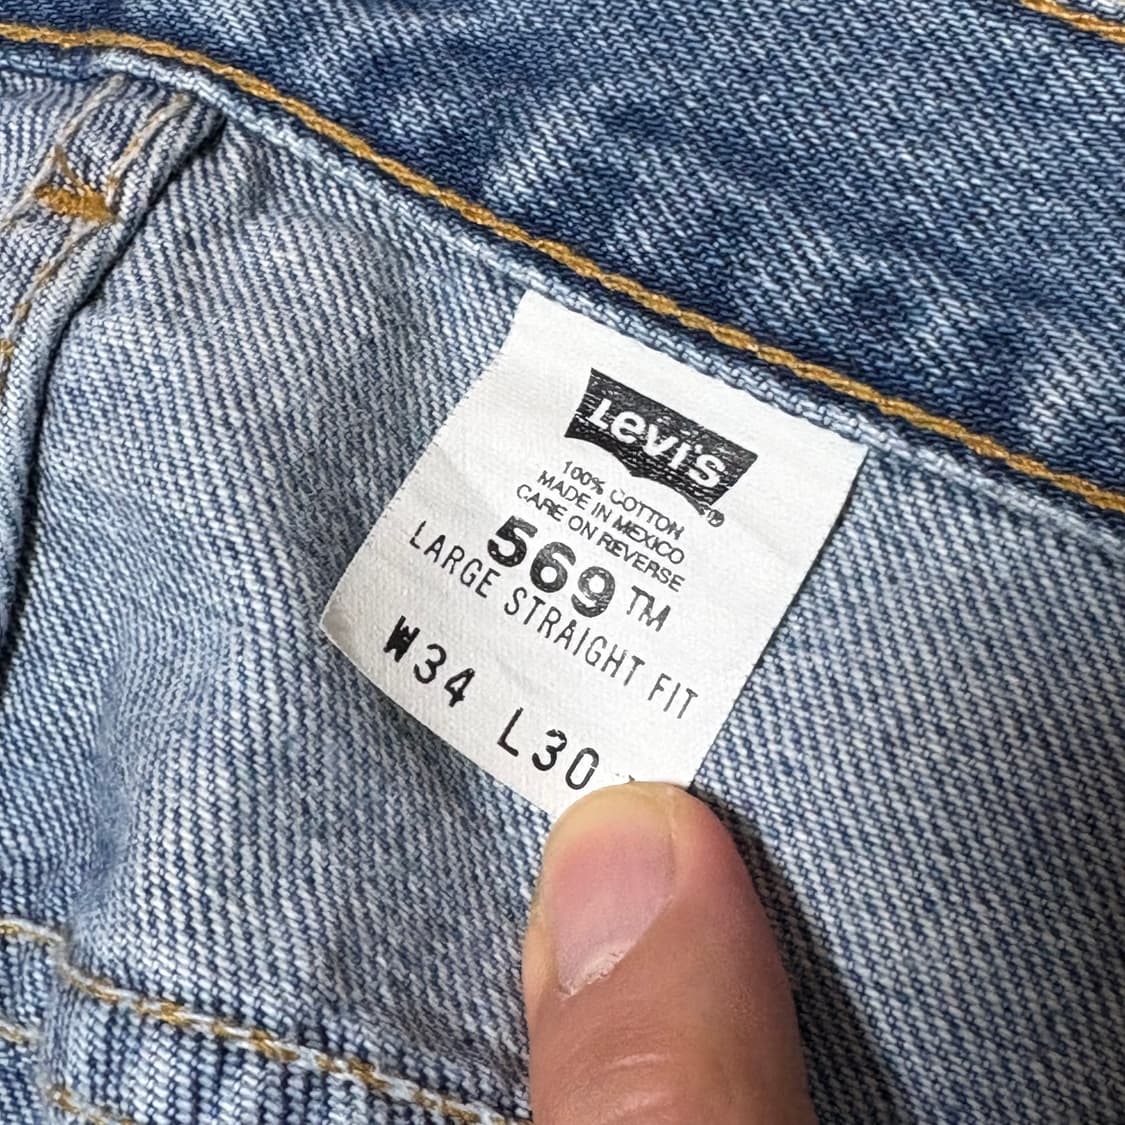 Levi's®
100% COTTON
MADE IN MEXICO
CARE ON REVERSE
569™
LARGE STRAIGHT FIT
W34 L30